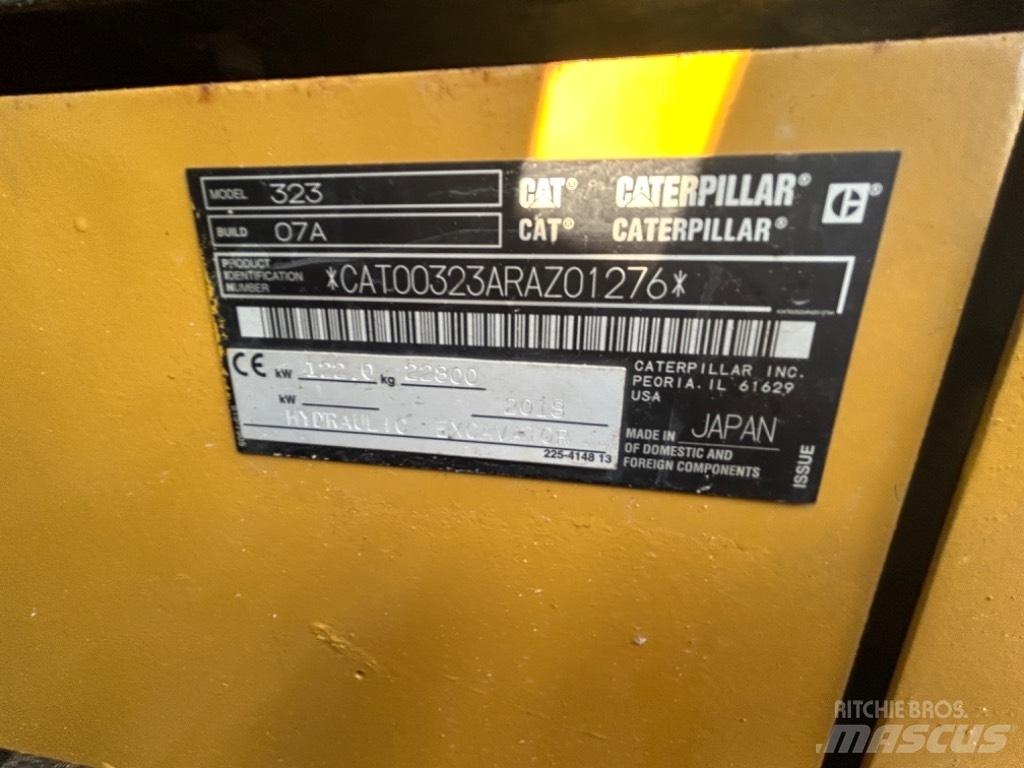 MODEL 323
CAT® CATERPILLAR®
BUILD 07A
CAT® CATERPILLAR®
PRODUCT IDENTIFICATION NUMBER *CAT00323ARAZ01276*
CE kW 122.0 kg 22800
kW 2018
HYDRAULIC EXCAVATOR
225-4148 13
CATERPILLAR INC.
PEORIA. IL 61629
USA
MADE IN JAPAN
OF DOMESTIC AND
FOREIGN COMPONENTS
ISSUE
RITCHIE BROS.
MASCUS